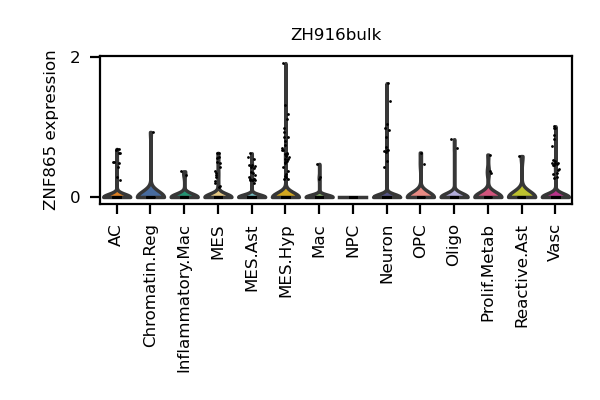 ZH916bulk
ZNF865 expression
2
0
AC
Chromatin.Reg
Inflammatory.Mac
MES
MES.Ast
MES.Hyp
Mac
NPC
Neuron
OPC
Oligo
Prolif.Metab
Reactive.Ast
Vasc